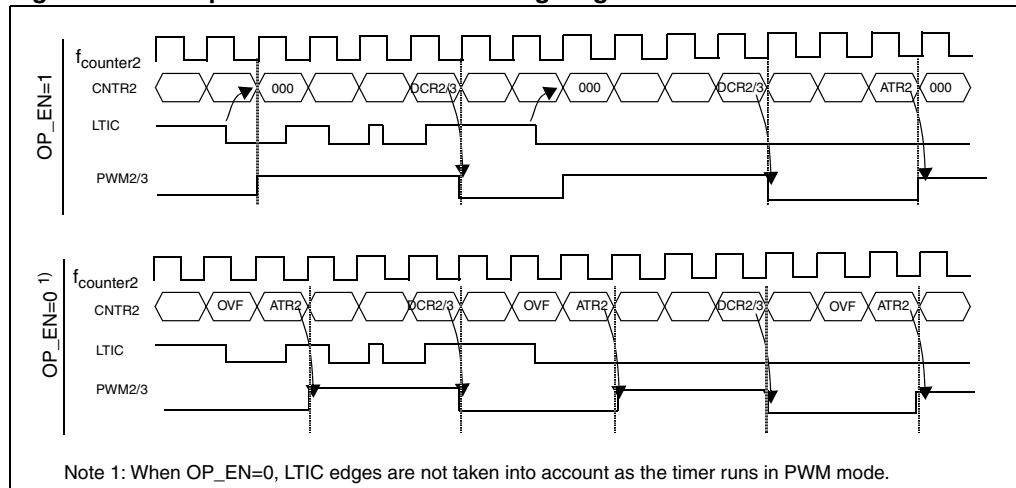 OP_EN=1
f counter2
CNTR2 000 DCR2/3 000 DCR2/3 ATR2 000
LTIC
PWM2/3
OP_EN=0 1)
f counter2
CNTR2 OVF ATR2 DCR2/3 OVF ATR2 DCR2/3 OVF ATR2
LTIC
PWM2/3
Note 1: When OP_EN=0, LTIC edges are not taken into account as the timer runs in PWM mode.